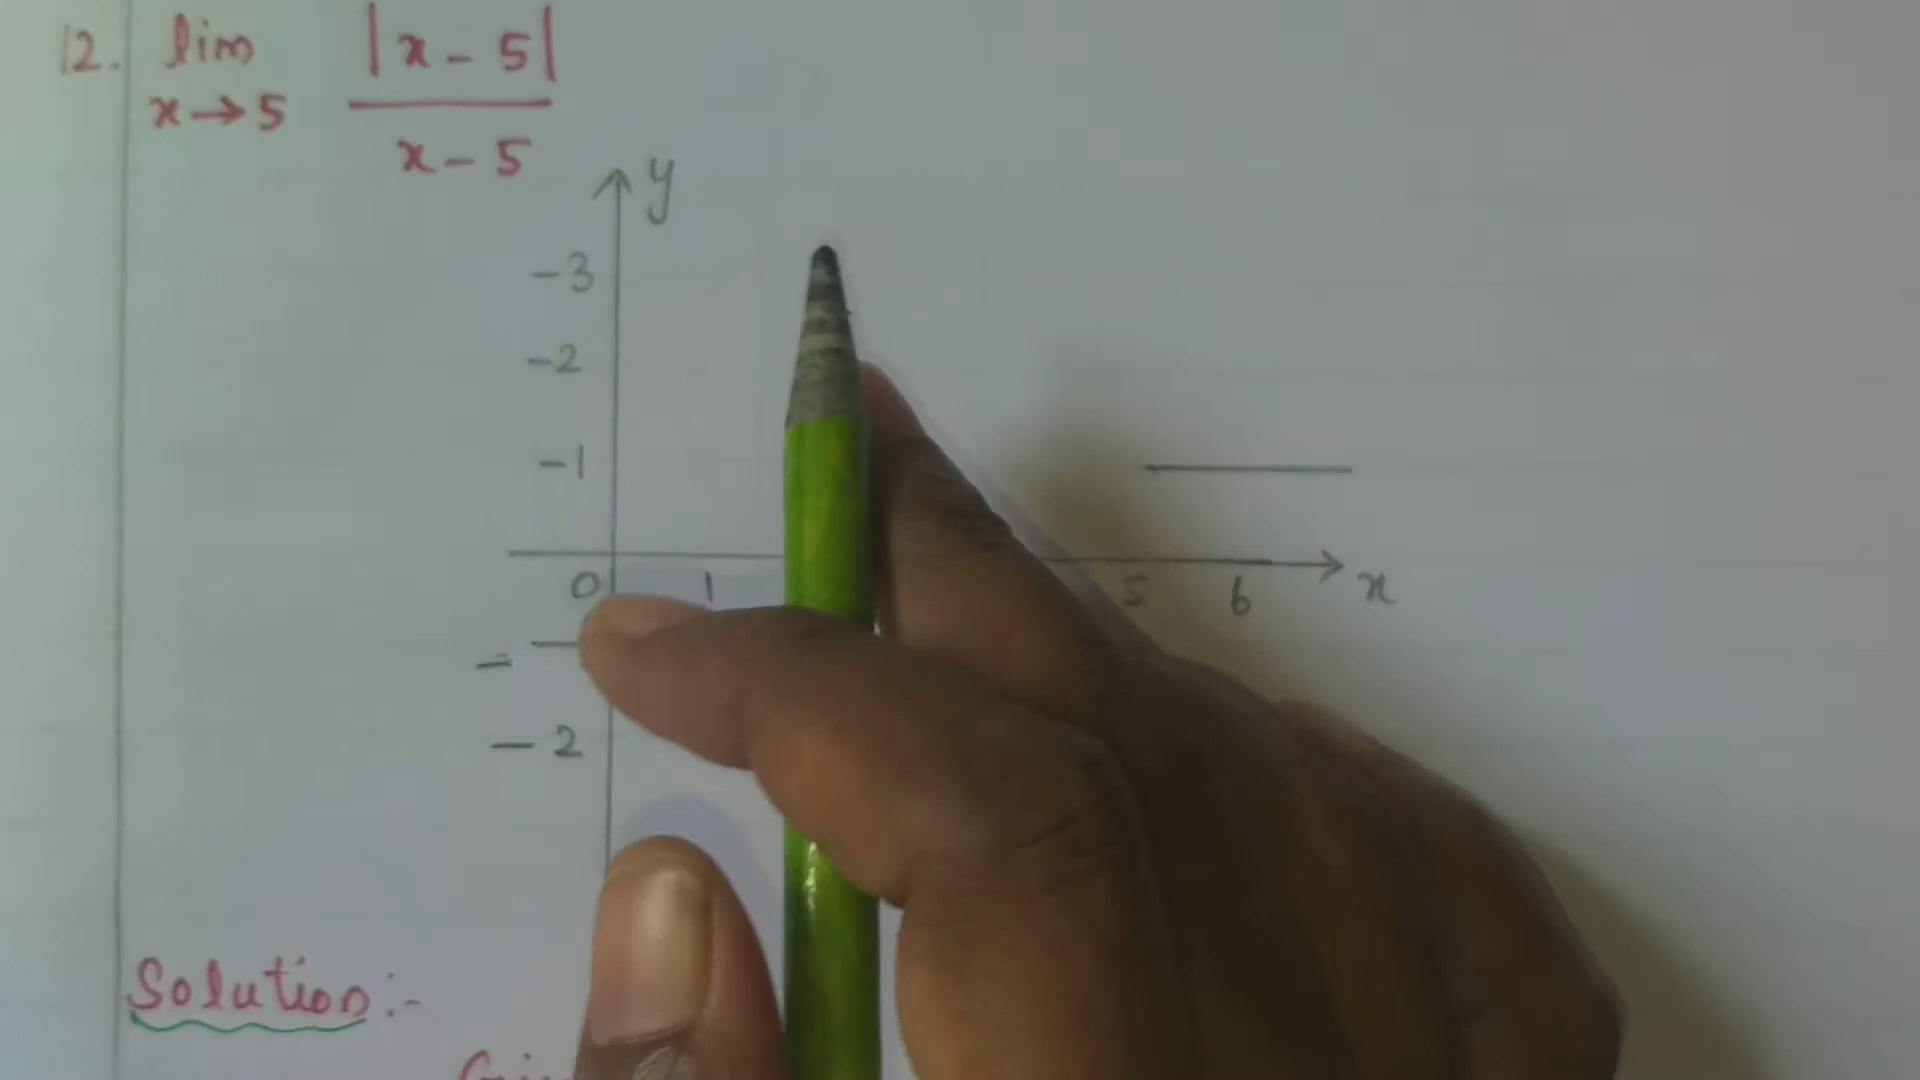 12. lim x→5 |x-5| / x-5
y
-3
-2
-1
0 1 5 6 x
-
-2
Solution:-